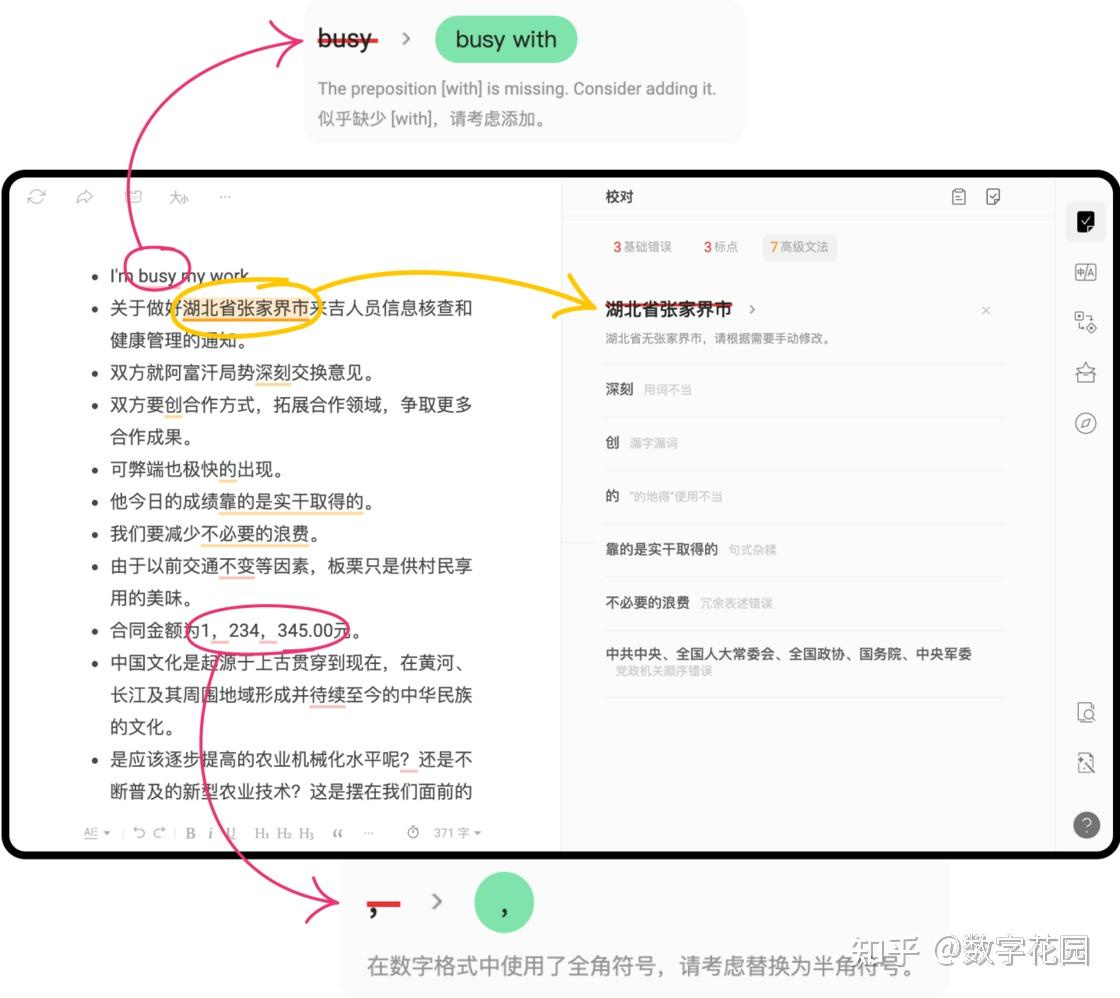 busy > busy with
The preposition [with] is missing. Consider adding it.
似乎缺少 [with]，请考虑添加。
大小
...
I'm busy my work
关于做好湖北省张家界市来吉人员信息核查和
健康管理的通知。
双方就阿富汗局势深刻交换意见。
双方要创合作方式，拓展合作领域，争取更多
合作成果。
可弊端也极快的出现。
他今日的成绩靠的是实干取得的。
我们要减少不必要的浪费。
由于以前交通不变等因素，板栗只是供村民享
用的美味。
合同金额为1，234，345.00元。
中国文化是起源于上古贯穿到现在，在黄河、
长江及其周围地域形成并待续至今的中华民族
的文化。
是应该逐步提高的农业机械化水平呢？还是不
断普及的新型农业技术？这是摆在我们面前的
AE B i U H1 H2 H3 “ ... 371 字
校对
3 基础错误 3 标点 7 高级文法
湖北省张家界市 > ×
湖北省无张家界市，请根据需要手动修改。
深刻 用词不当
创 漏字漏词
的 "的地得"使用不当
靠的是实干取得的 句式杂糅
不必要的浪费 冗余表述错误
中共中央、全国人大常委会、全国政协、国务院、中央军委
党政机关顺序错误
中A
?
， > ,
在数字格式中使用了全角符号，请考虑替换为半角符号。
知乎 @数字花园